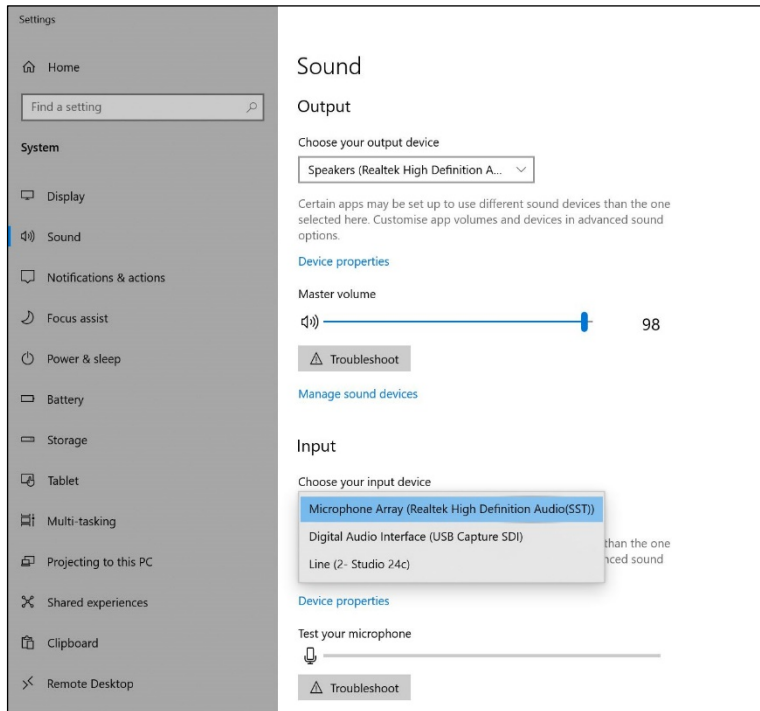 Settings
Home
Find a setting
System
Display
Sound
Notifications & actions
Focus assist
Power & sleep
Battery
Storage
Tablet
Multi-tasking
Projecting to this PC
Shared experiences
Clipboard
Remote Desktop
Sound
Output
Choose your output device
Speakers (Realtek High Definition A...
Certain apps may be set up to use different sound devices than the one
selected here. Customise app volumes and devices in advanced sound
options.
Device properties
Master volume
98
Troubleshoot
Manage sound devices
Input
Choose your input device
Microphone Array (Realtek High Definition Audio(SST))
Digital Audio Interface (USB Capture SDI)
than the one
Line (2- Studio 24c)
sound
Device properties
Test your microphone
Troubleshoot